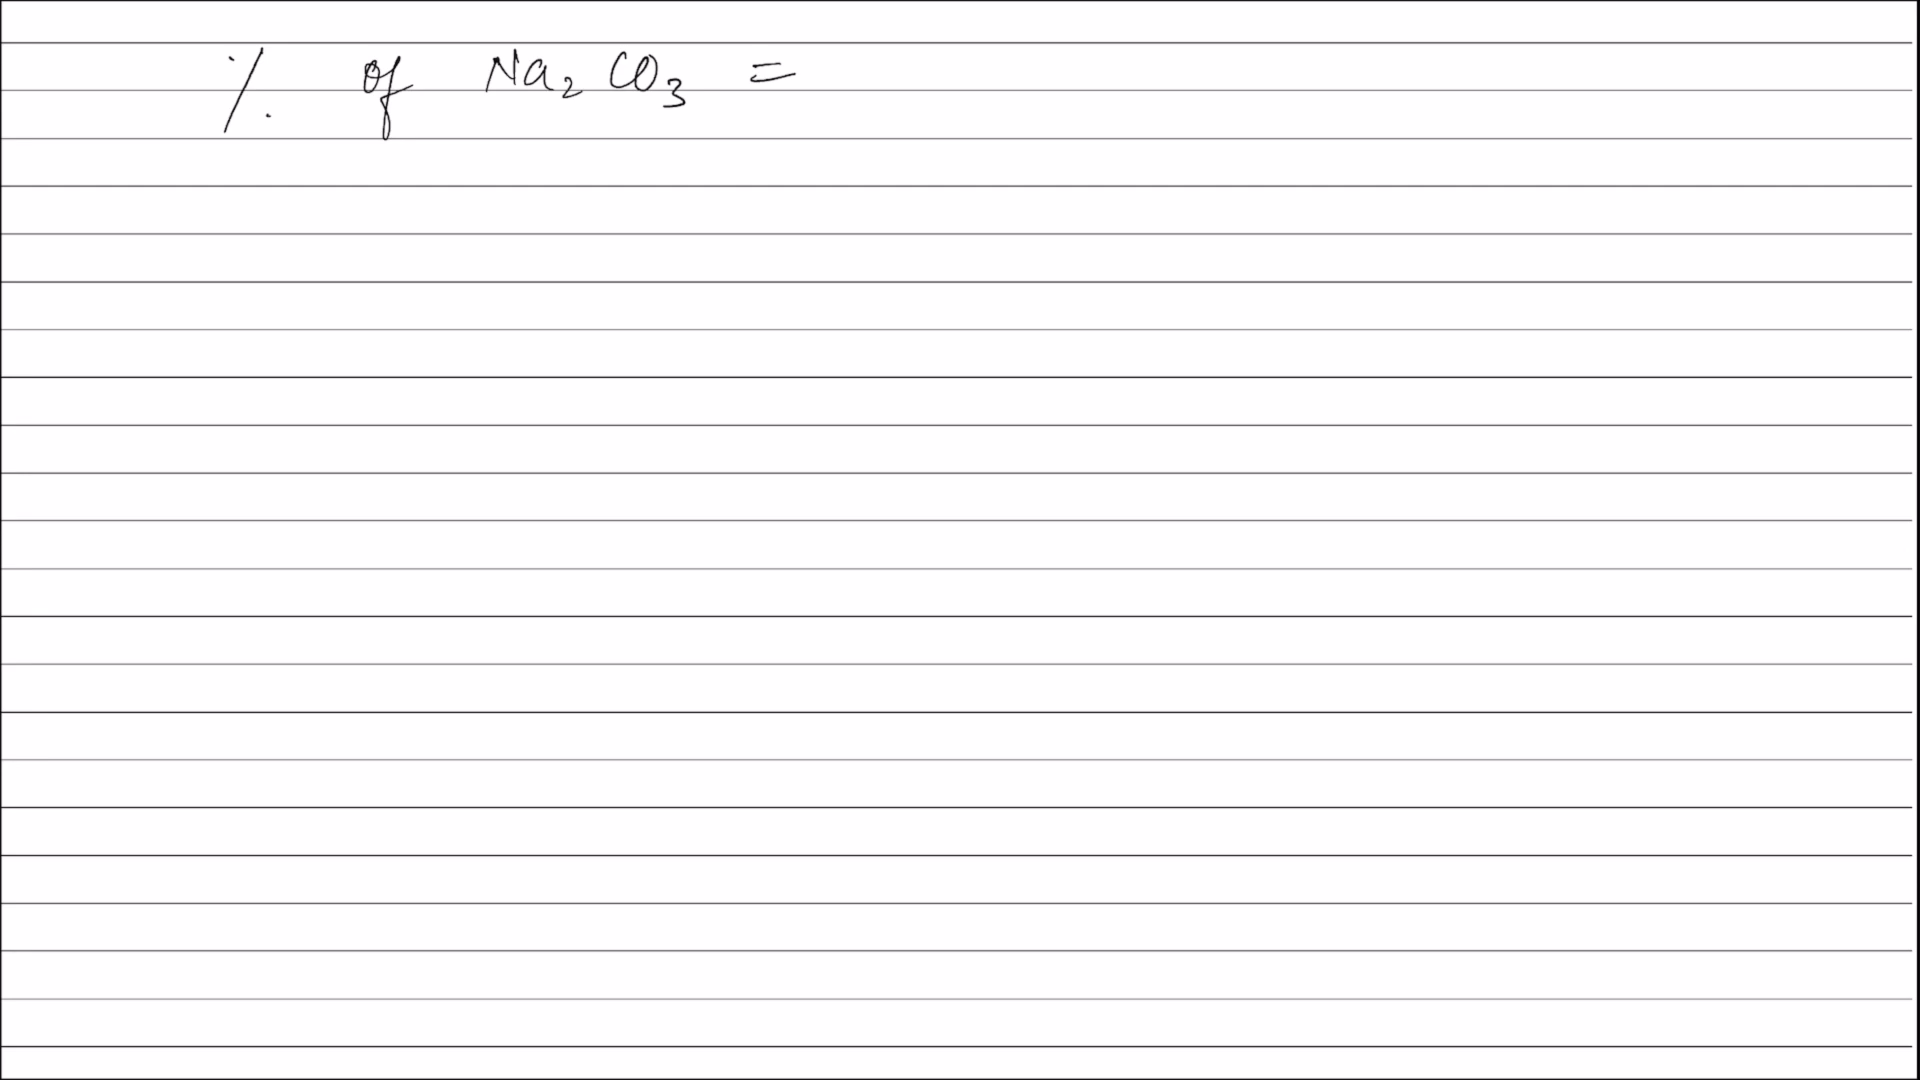 % of Na₂CO₃ =